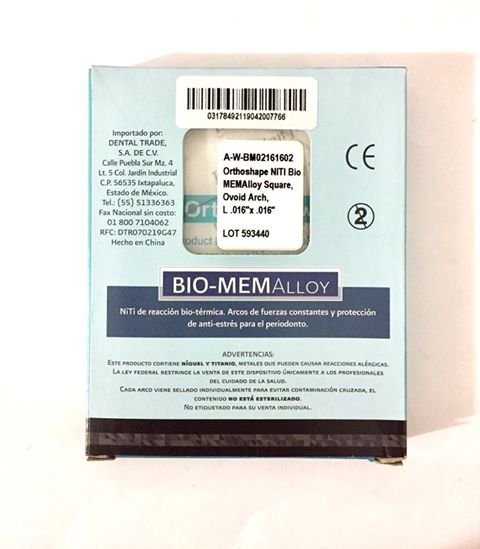 03178492119042007766
Importado por:
DENTAL TRADE,
S.A. DE C.V.
Calle Puebla Sur Mz. 4
Lt. 5 Col. Jardin Industrial
C.P. 56535 Ixtapaluca,
Estado de México.
Tel.: (55) 51336363
Fax Nacional sin costo:
01 800 7104062
RFC: DTR070219G47
Hecho en China
A-W-BM02161602
Orthoshape NITI Bio
MEMAlloy Square,
Ovoid Arch,
L .016"x .016"
LOT 593440
CE
2
BIO-MEMALLOY
NiTi de reacción bio-térmica. Arcos de fuerzas constantes y protección
de anti-estrés para el periodonto.
ADVERTENCIAS:
ESTE PRODUCTO CONTIENE NÍQUEL Y TITANIO, METALES QUE PUEDEN CAUSAR REACCIONES ALÉRGICAS.
LA LEY FEDERAL RESTRINGE LA VENTA DE ESTE DISPOSITIVO ÚNICAMENTE A LOS PROFESIONALES
DEL CUIDADO DE LA SALUD.
CADA ARCO VIENE SELLADO INDIVIDUALMENTE PARA EVITAR CONTAMINACIÓN CRUZADA, EL
CONTENIDO NO ESTÁ ESTERILIZADO.
NO ETIQUETADO PARA SU VENTA INDIVIDUAL.